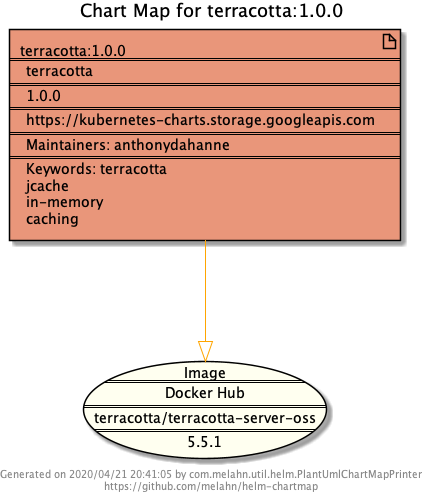 Chart Map for terracotta:1.0.0
terracotta:1.0.0
terracotta
1.0.0
https://kubernetes-charts.storage.googleapis.com
Maintainers: anthonydahanne
Keywords: terracotta
jcache
in-memory
caching
Image
Docker Hub
terracotta/terracotta-server-oss
5.5.1
Generated on 2020/04/21 20:41:05 by com.melahn.util.helm.PlantUmlChartMapPrinter
https://github.com/melahn/helm-chartmap